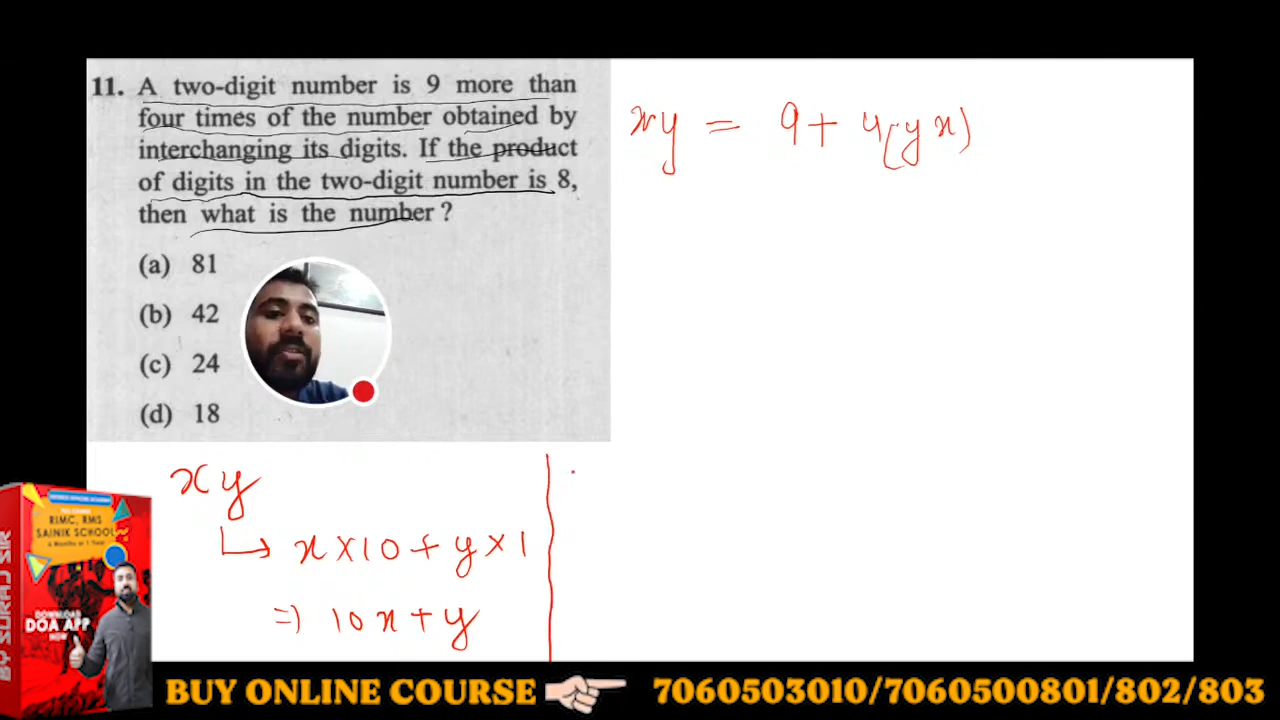 11. A two-digit number is 9 more than
four times of the number obtained by
interchanging its digits. If the product
of digits in the two-digit number is 8,
then what is the number ?
(a) 81
(b) 42
(c) 24
(d) 18
xy = 9 + 4(yx)
xy
↳ x×10 + y×1
=) 10x + y
RIMC, RMS
SAINIK SCHOOL
DOWNLOAD
DOA APP
NOW
BY SURAJ SIR
BUY ONLINE COURSE 7060503010/7060500801/802/803